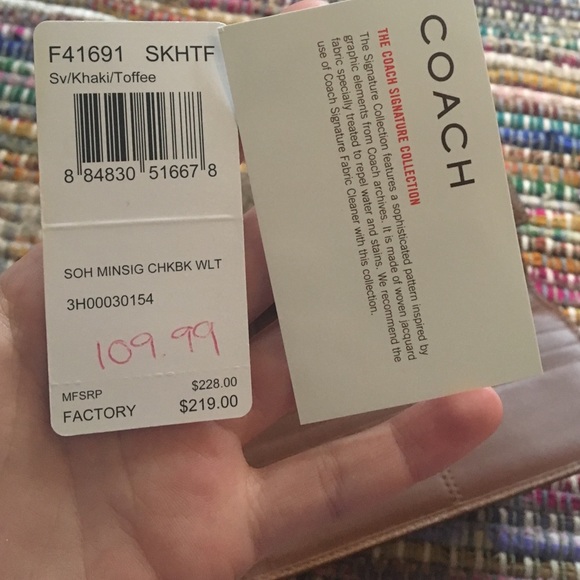 F41691 SKHTF
Sv/Khaki/Toffee
8 84830 51667 8
SOH MINSIG CHKBK WLT
3H00030154
109.99
MFSRP $228.00
FACTORY $219.00
COACH
THE COACH SIGNATURE COLLECTION
The Signature Collection features a sophisticated pattern inspired by
graphic elements from Coach archives. It is made of woven jacquard
fabric specially treated to repel water and stains. We recommend the
use of Coach Signature Fabric Cleaner with this collection.